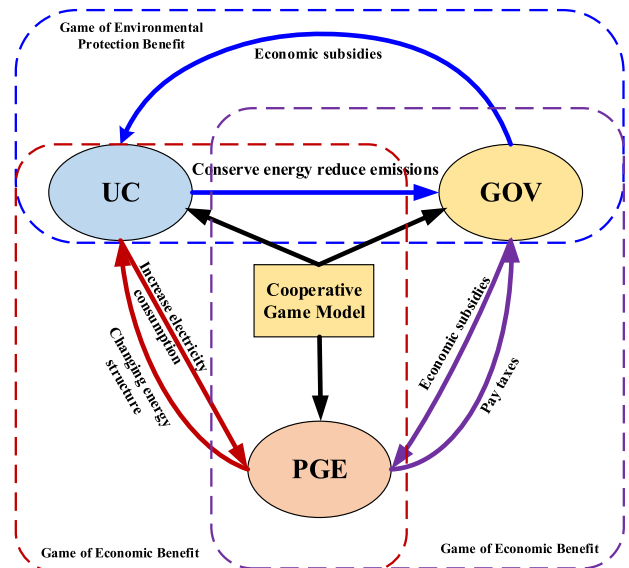 Game of Environmental
Protection Benefit
Economic subsidies
Conserve energy reduce emissions
UC
GOV
Cooperative
Game Model
Increase electricity
consumption
Changing energy
structure
Economic subsidies
Pay taxes
PGE
Game of Economic Benefit
Game of Economic Benefit